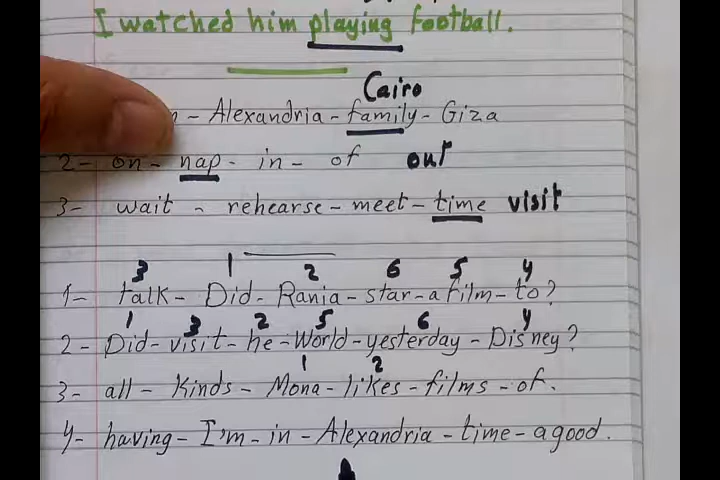 I watched him playing football.
Cairo
- Alexandria - family - Giza
2- on - nap - in - of out
3- wait - rehearse - meet - time visit
3 1 2 6 5 4
1- talk - Did - Rania - star - a film - to?
1 3 2 5 6 4
2- Did - visit - he - World - yesterday - Disney?
1 2
3- all - Kinds - Mona - likes - films - of.
4- having - I'm - in - Alexandria - time - a good.